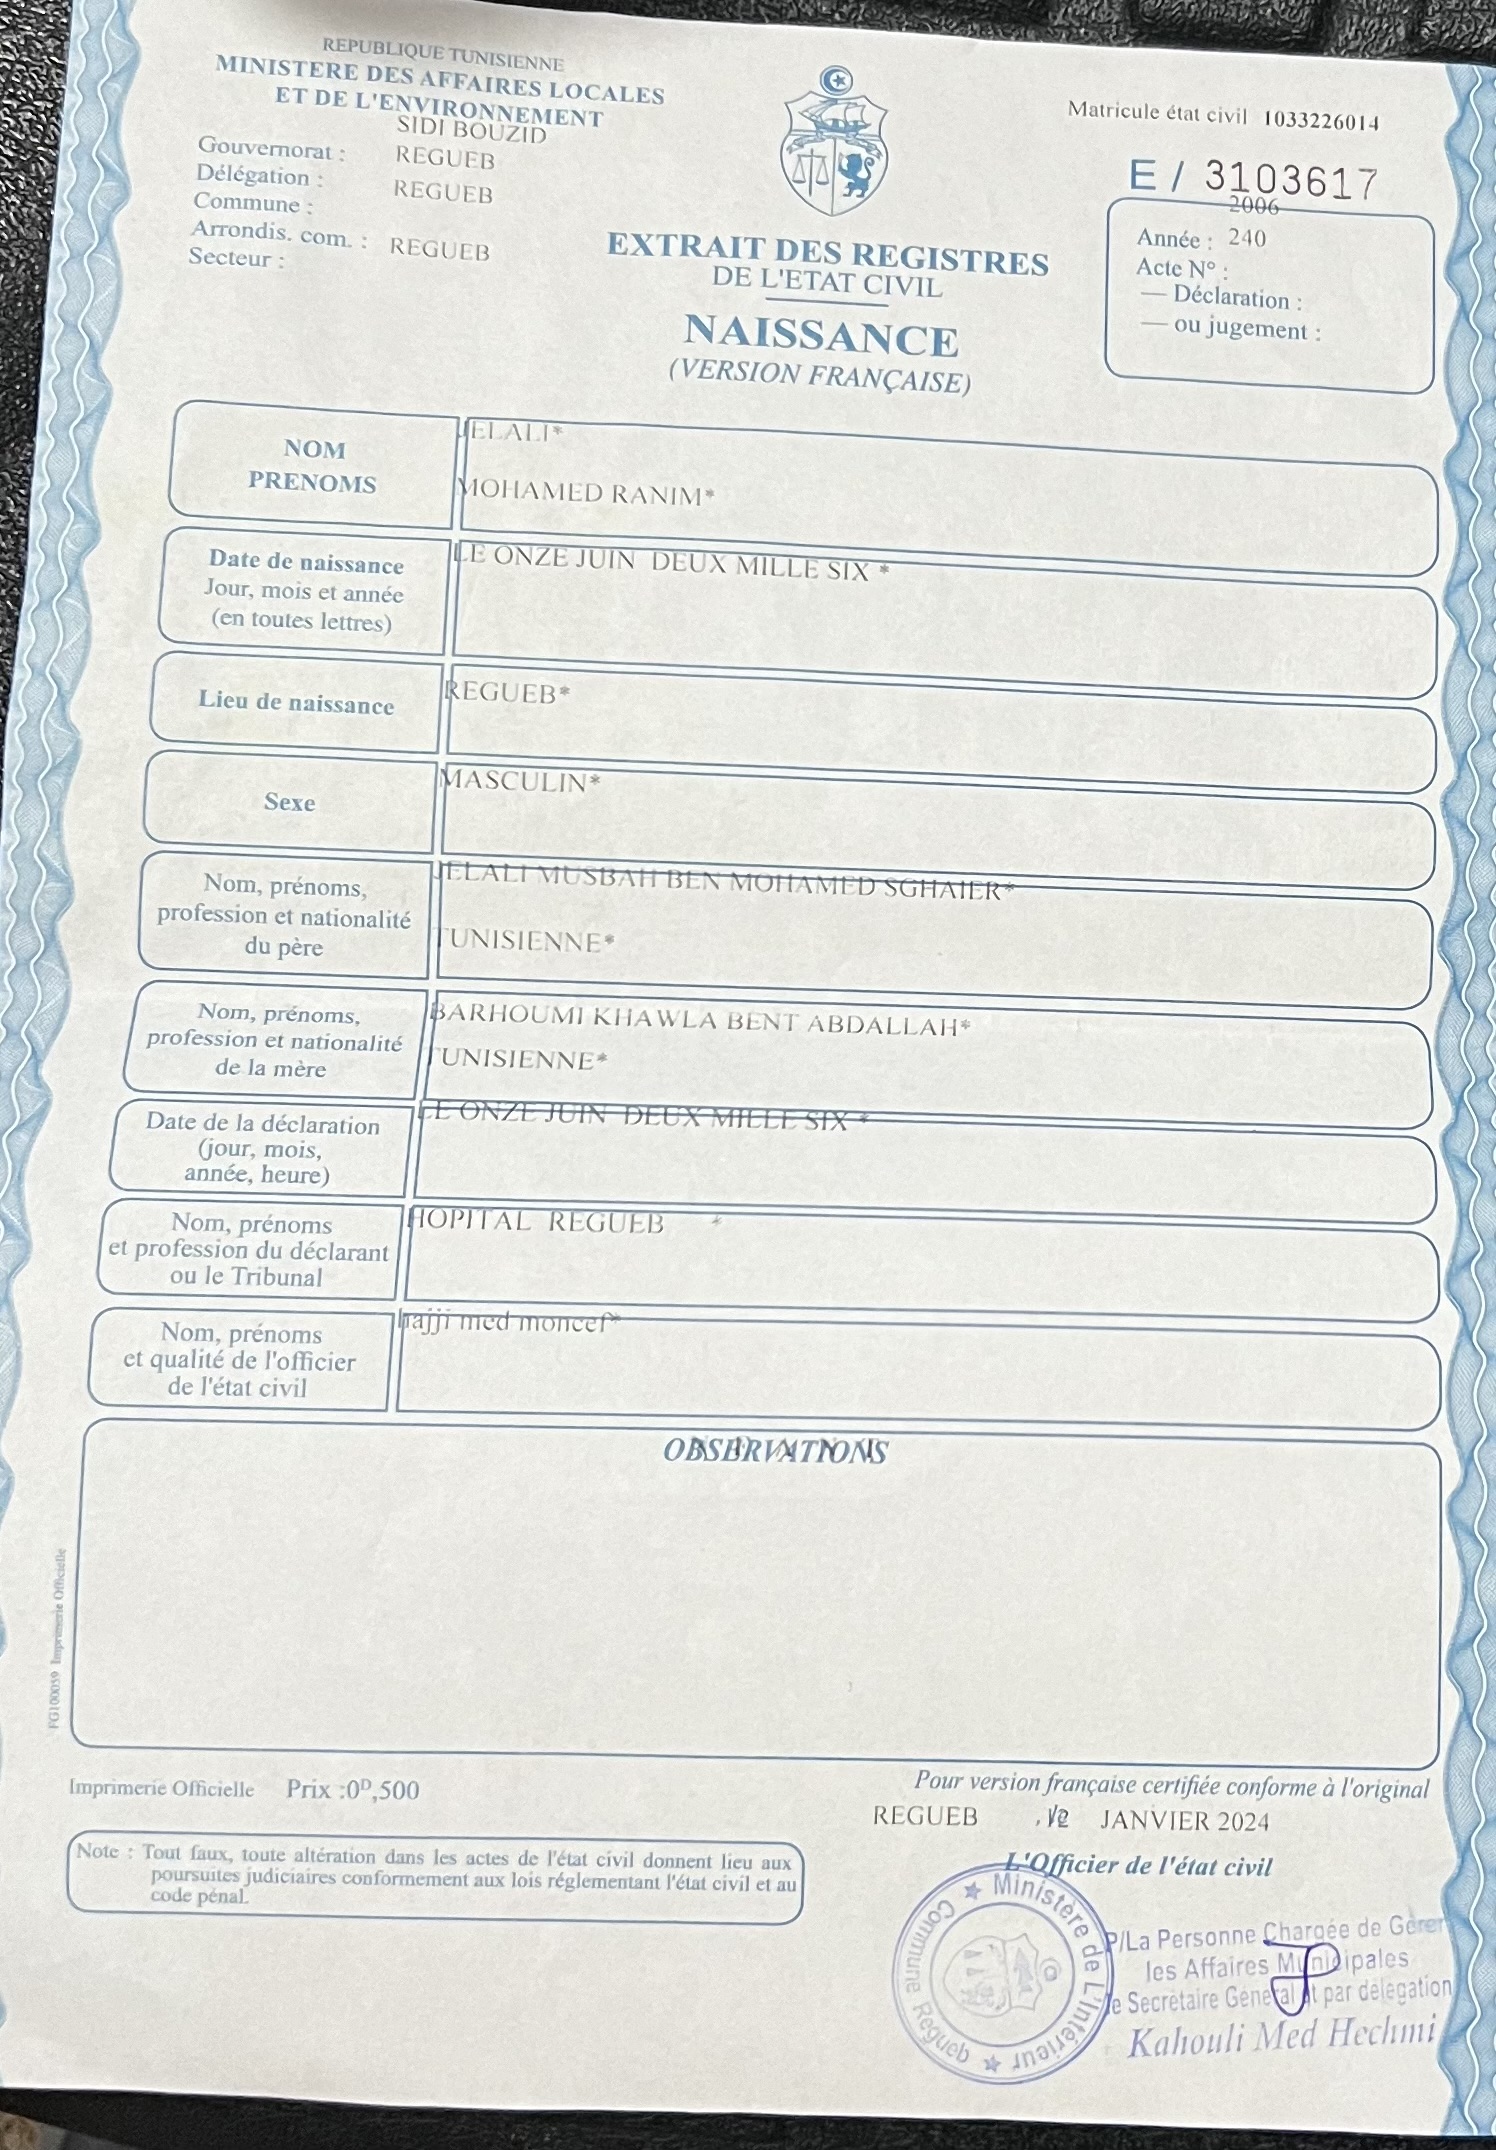 REPUBLIQUE TUNISIENNE
MINISTERE DES AFFAIRES LOCALES
ET DE L'ENVIRONNEMENT
SIDI BOUZID
Gouvernorat : REGUEB
Délégation : REGUEB
Commune :
Arrondis. com. : REGUEB
Secteur :
EXTRAIT DES REGISTRES
DE L'ETAT CIVIL
NAISSANCE
(VERSION FRANÇAISE)
Matricule état civil 1033226014
E / 3103617
2006
Année : 240
Acte N° :
— Déclaration :
— ou jugement :
NOM
PRENOMS
JELALI*
MOHAMED RANIM*
Date de naissance
Jour, mois et année
(en toutes lettres)
LE ONZE JUIN DEUX MILLE SIX *
Lieu de naissance
REGUEB*
Sexe
MASCULIN*
Nom, prénoms,
profession et nationalité
du père
JELALI MUSBAH BEN MOHAMED SGHAIER*
TUNISIENNE*
Nom, prénoms,
profession et nationalité
de la mère
BARHOUMI KHAWLA BENT ABDALLAH*
TUNISIENNE*
Date de la déclaration
(jour, mois,
année, heure)
LE ONZE JUIN DEUX MILLE SIX *
Nom, prénoms
et profession du déclarant
ou le Tribunal
HOPITAL REGUEB *
Nom, prénoms
et qualité de l'officier
de l'état civil
hajji med moncef*
OBSERVATIONS
FG100059 Imprimerie Officielle
Imprimerie Officielle Prix :0D,500
Note : Tout faux, toute altération dans les actes de l'état civil donnent lieu aux
poursuites judiciaires conformement aux lois réglementant l'état civil et au
code pénal.
Pour version française certifiée conforme à l'original
REGUEB , 12 JANVIER 2024
L'Officier de l'état civil
★ Ministère de L'Intérieur ★ Commune Regueb
P/La Personne Chargée de Gérer
les Affaires Municipales
le Secrétaire Général et par délégation
Kahouli Med Hechmi